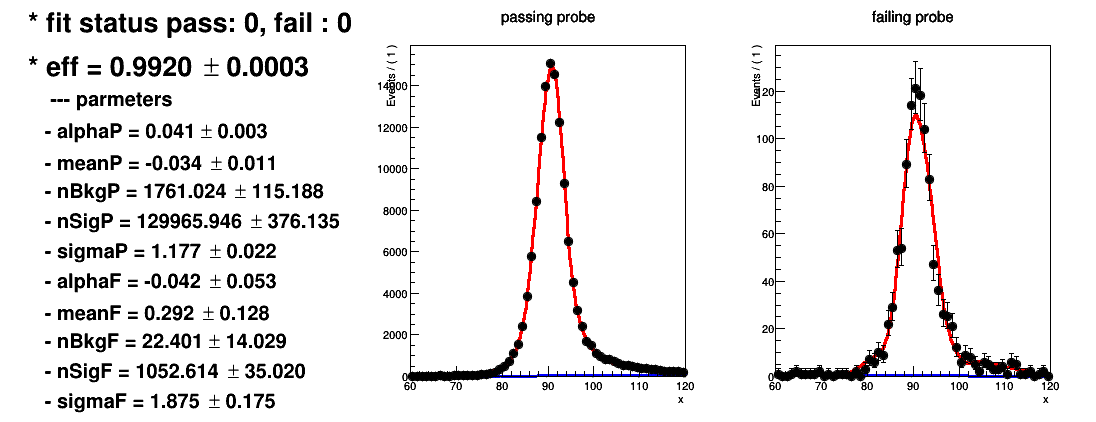 * fit status pass: 0, fail : 0
* eff = 0.9920 ± 0.0003
--- parmeters
- alphaP = 0.041 ± 0.003
- meanP = -0.034 ± 0.011
- nBkgP = 1761.024 ± 115.188
- nSigP = 129965.946 ± 376.135
- sigmaP = 1.177 ± 0.022
- alphaF = -0.042 ± 0.053
- meanF = 0.292 ± 0.128
- nBkgF = 22.401 ± 14.029
- nSigF = 1052.614 ± 35.020
- sigmaF = 1.875 ± 0.175
passing probe
Events / ( 1 )
14000
12000
10000
8000
6000
4000
2000
0
60 70 80 90 100 110 120
x
failing probe
Events / ( 1 )
120
100
80
60
40
20
0
60 70 80 90 100 110 120
x